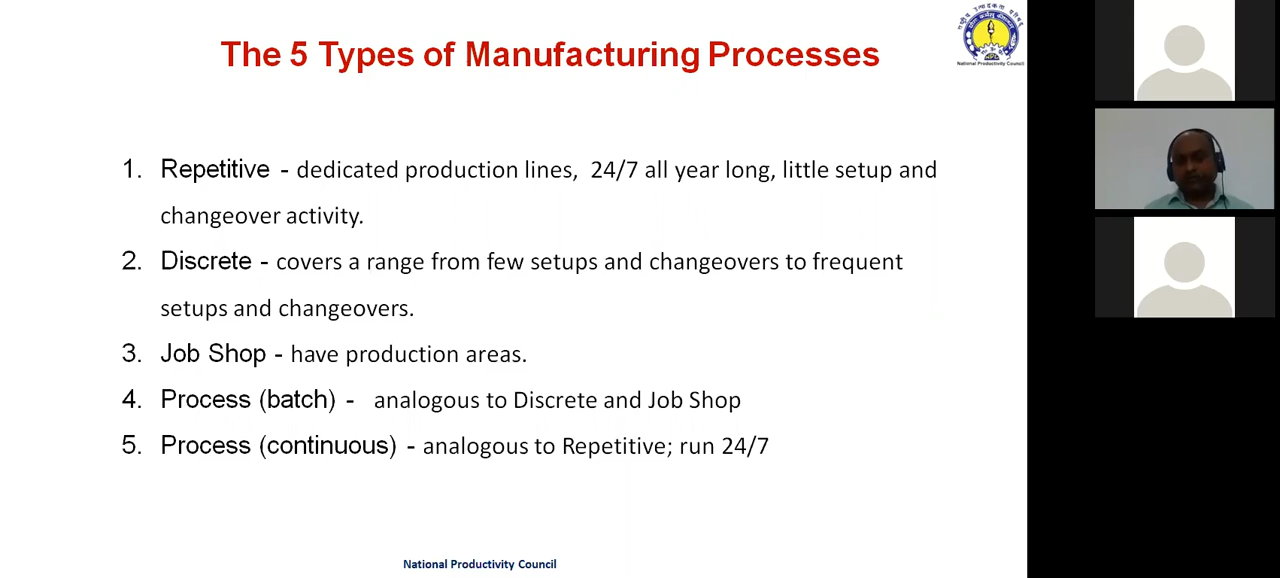 The 5 Types of Manufacturing Processes
National Productivity Council
1. Repetitive - dedicated production lines, 24/7 all year long, little setup and
changeover activity.
2. Discrete - covers a range from few setups and changeovers to frequent
setups and changeovers.
3. Job Shop - have production areas.
4. Process (batch) - analogous to Discrete and Job Shop
5. Process (continuous) - analogous to Repetitive; run 24/7
National Productivity Council